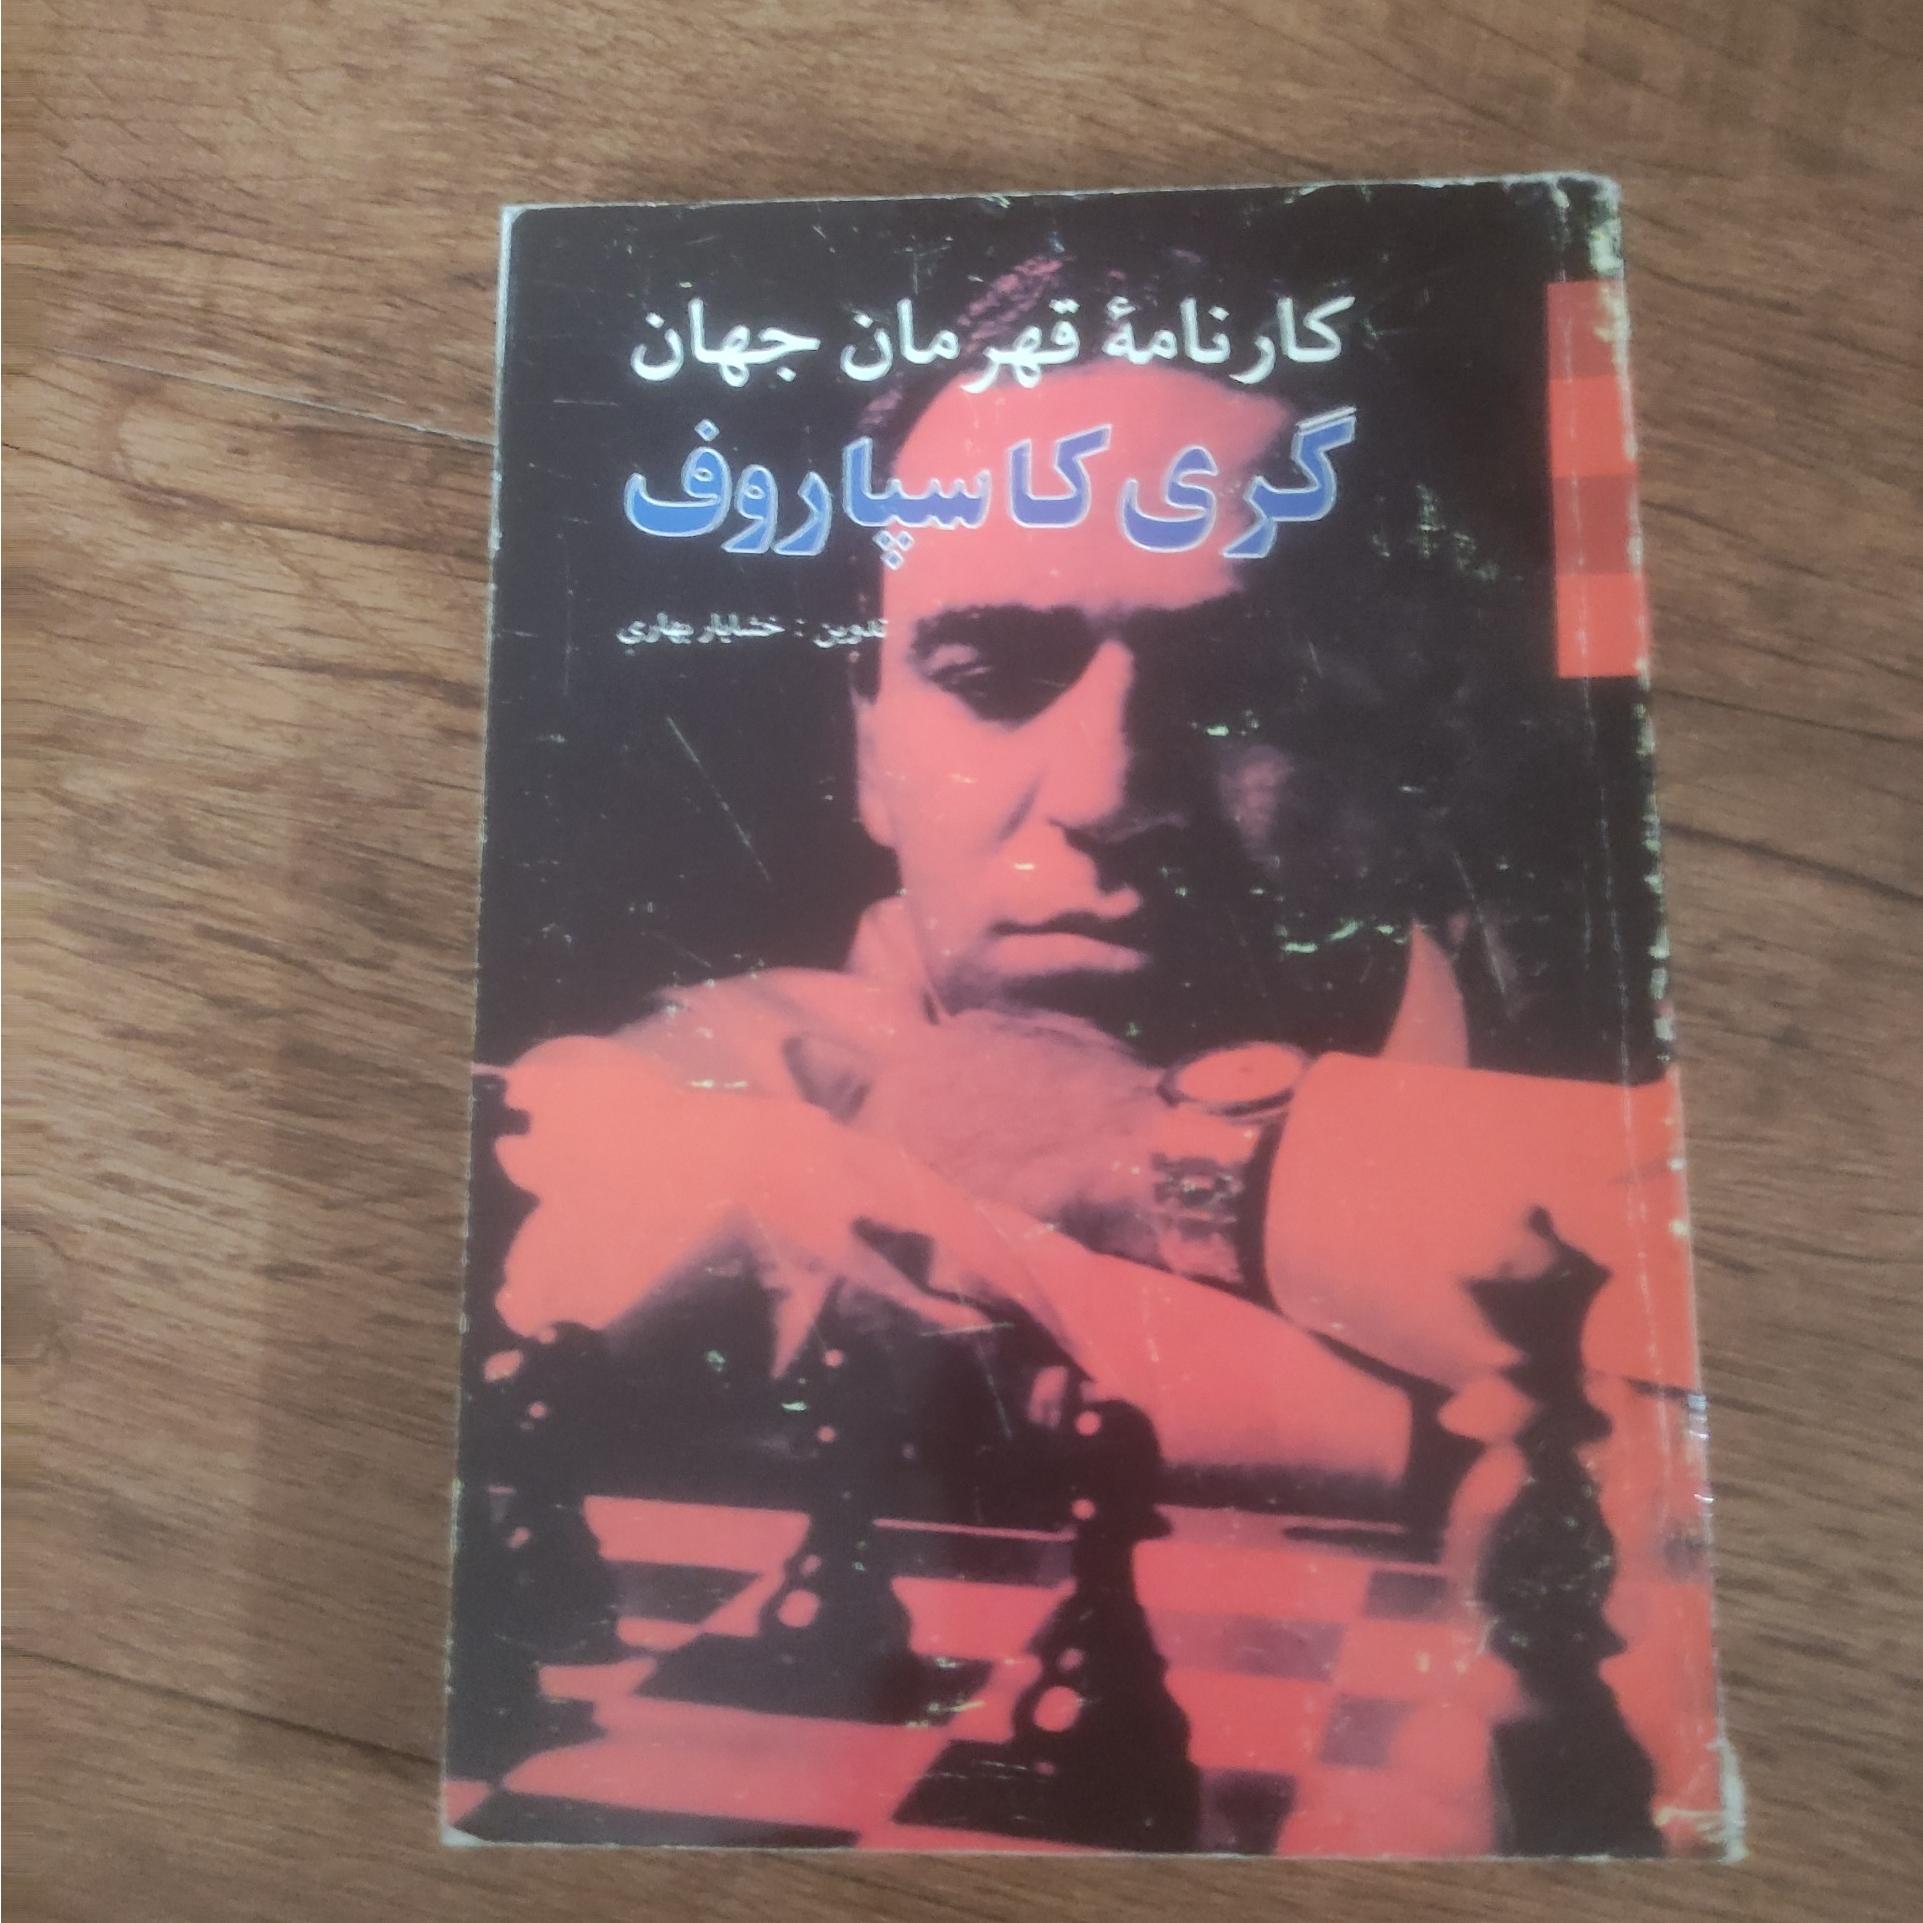 کارنامهٔ قهرمان جهان
گری کاسپاروف
تدوین : خشایار بهاری